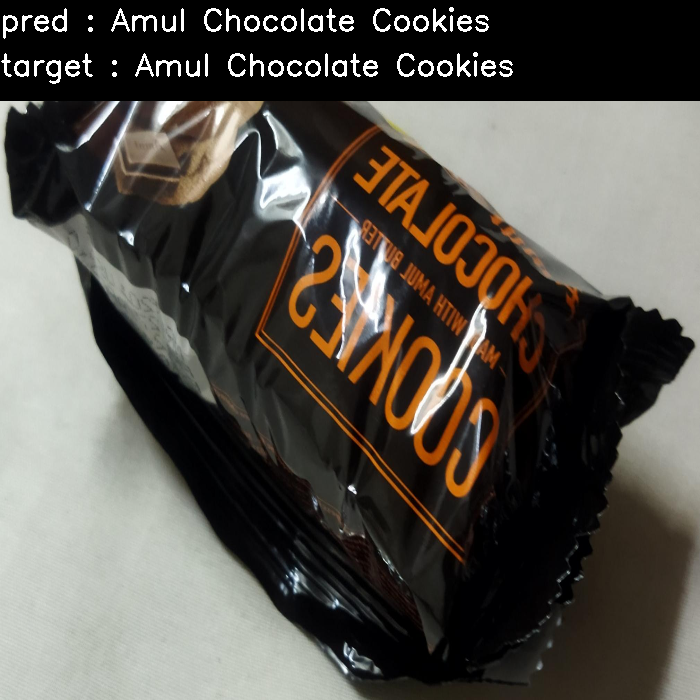 pred : Amul Chocolate Cookies
target : Amul Chocolate Cookies
CHOCOLATE
MADE WITH AMUL BUTTER
COOKIES